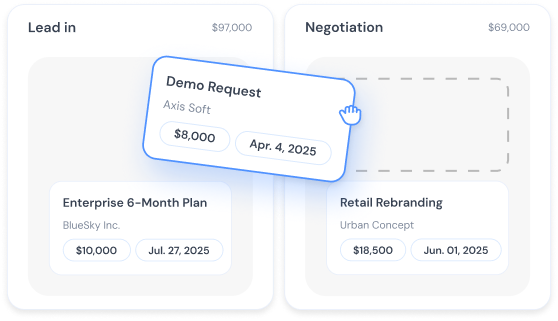 Lead in
$97,000
Negotiation
$69,000
Demo Request
Axis Soft
$8,000
Apr. 4, 2025
Enterprise 6-Month Plan
BlueSky Inc.
$10,000
Jul. 27, 2025
Retail Rebranding
Urban Concept
$18,500
Jun. 01, 2025